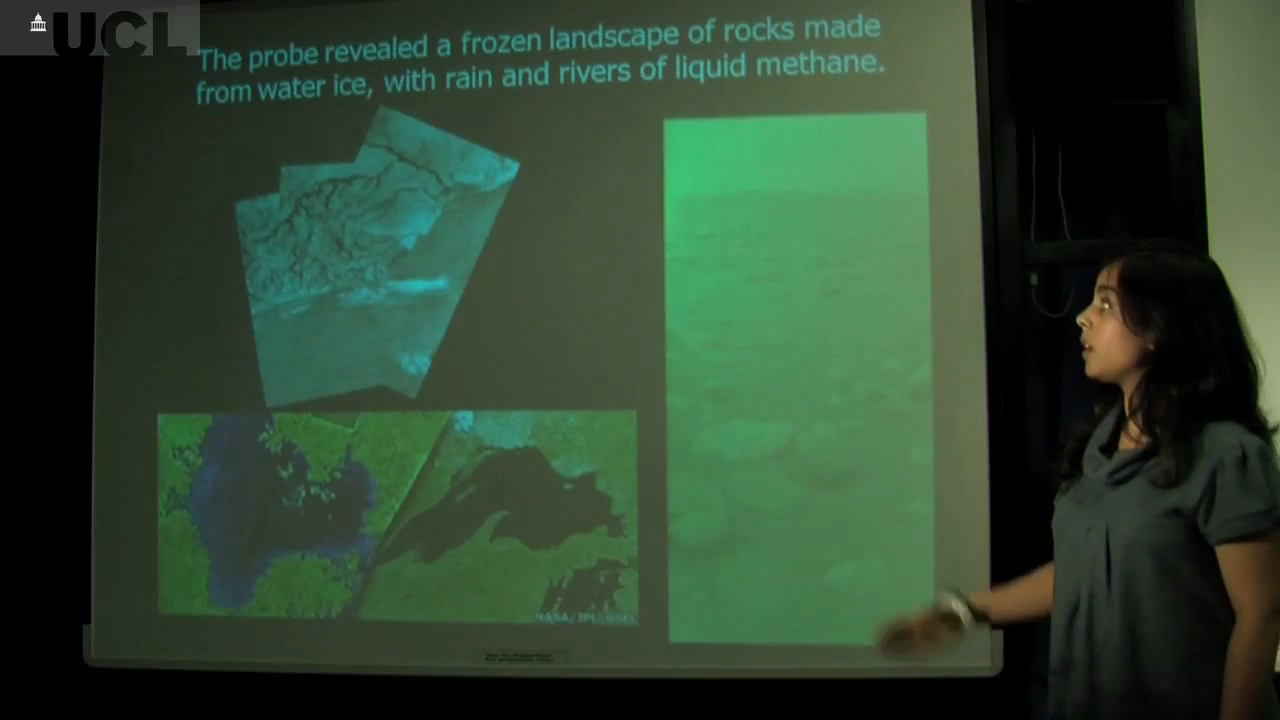 UCL
The probe revealed a frozen landscape of rocks made
from water ice, with rain and rivers of liquid methane.
NASA/JPL